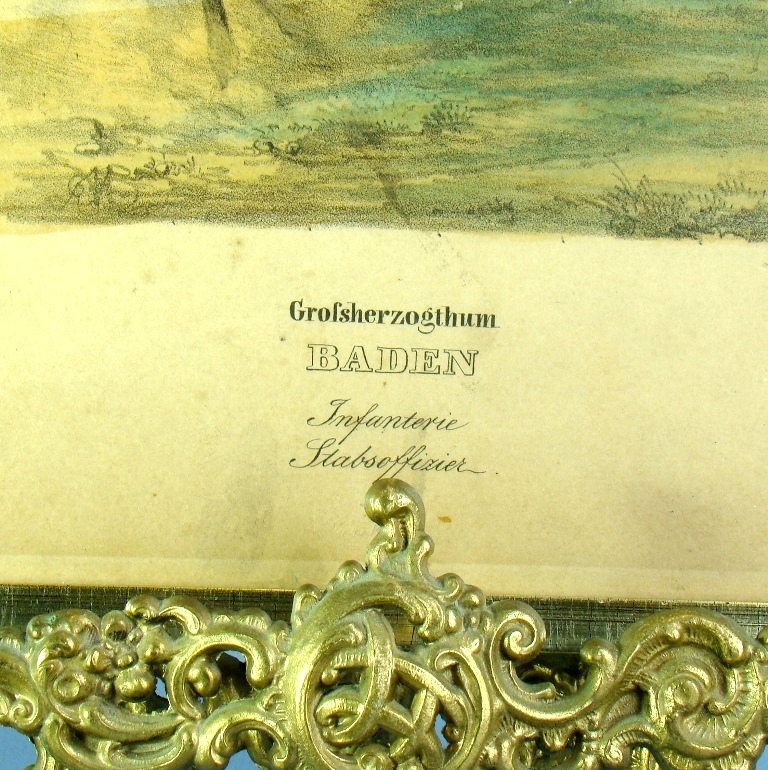 Groſsherzogthum
BADEN
Infanterie
Stabsoffizier.